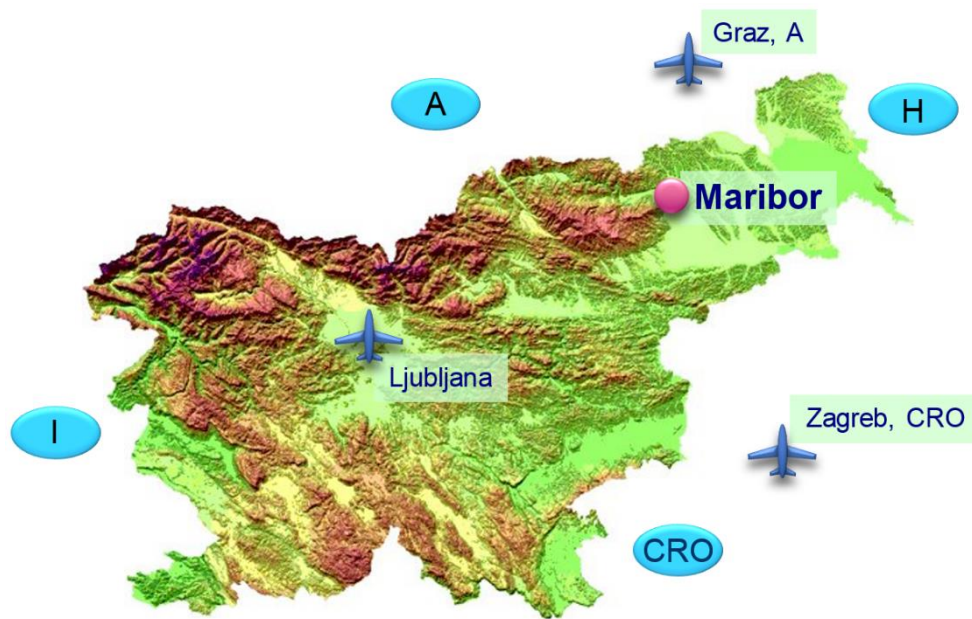 Graz, A
A
H
Maribor
Ljubljana
I
Zagreb, CRO
CRO